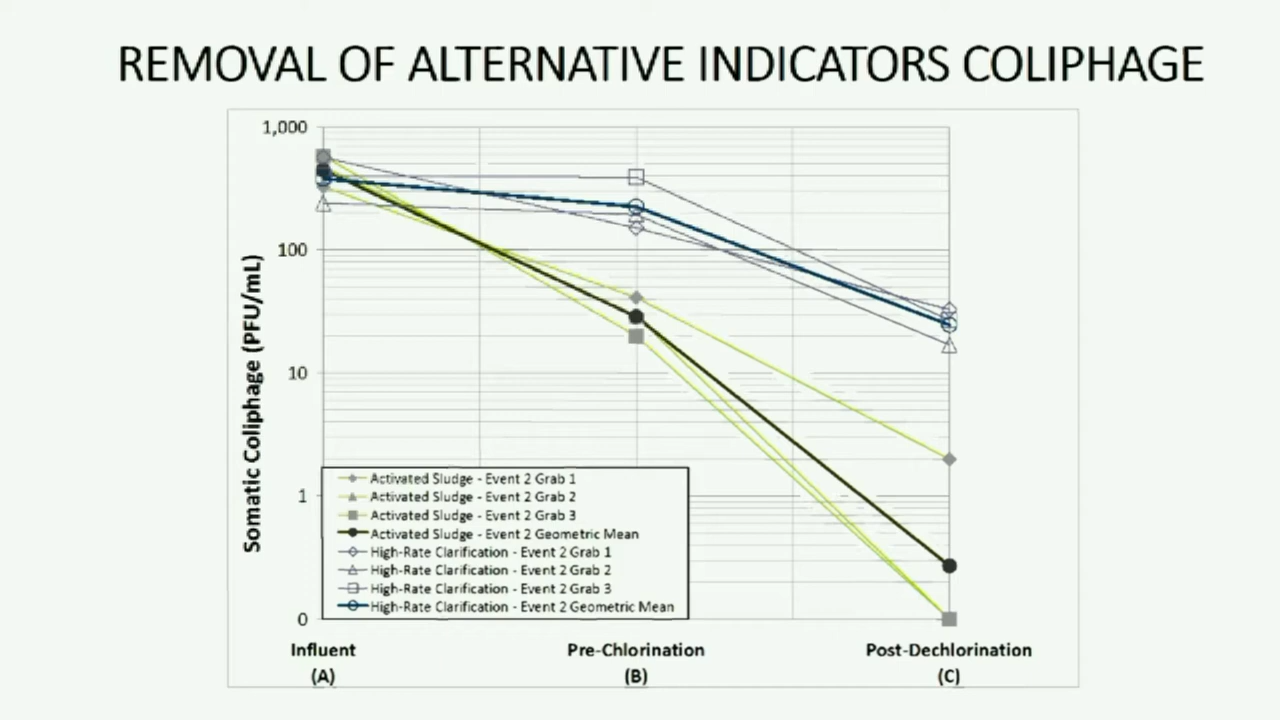 REMOVAL OF ALTERNATIVE INDICATORS COLIPHAGE
1,000
100
10
1
0
Somatic Coliphage (PFU/mL)
Activated Sludge - Event 2 Grab 1
Activated Sludge - Event 2 Grab 2
Activated Sludge - Event 2 Grab 3
Activated Sludge - Event 2 Geometric Mean
High-Rate Clarification - Event 2 Grab 1
High-Rate Clarification - Event 2 Grab 2
High-Rate Clarification - Event 2 Grab 3
High-Rate Clarification - Event 2 Geometric Mean
Influent Pre-Chlorination Post-Dechlorination
(A) (B) (C)